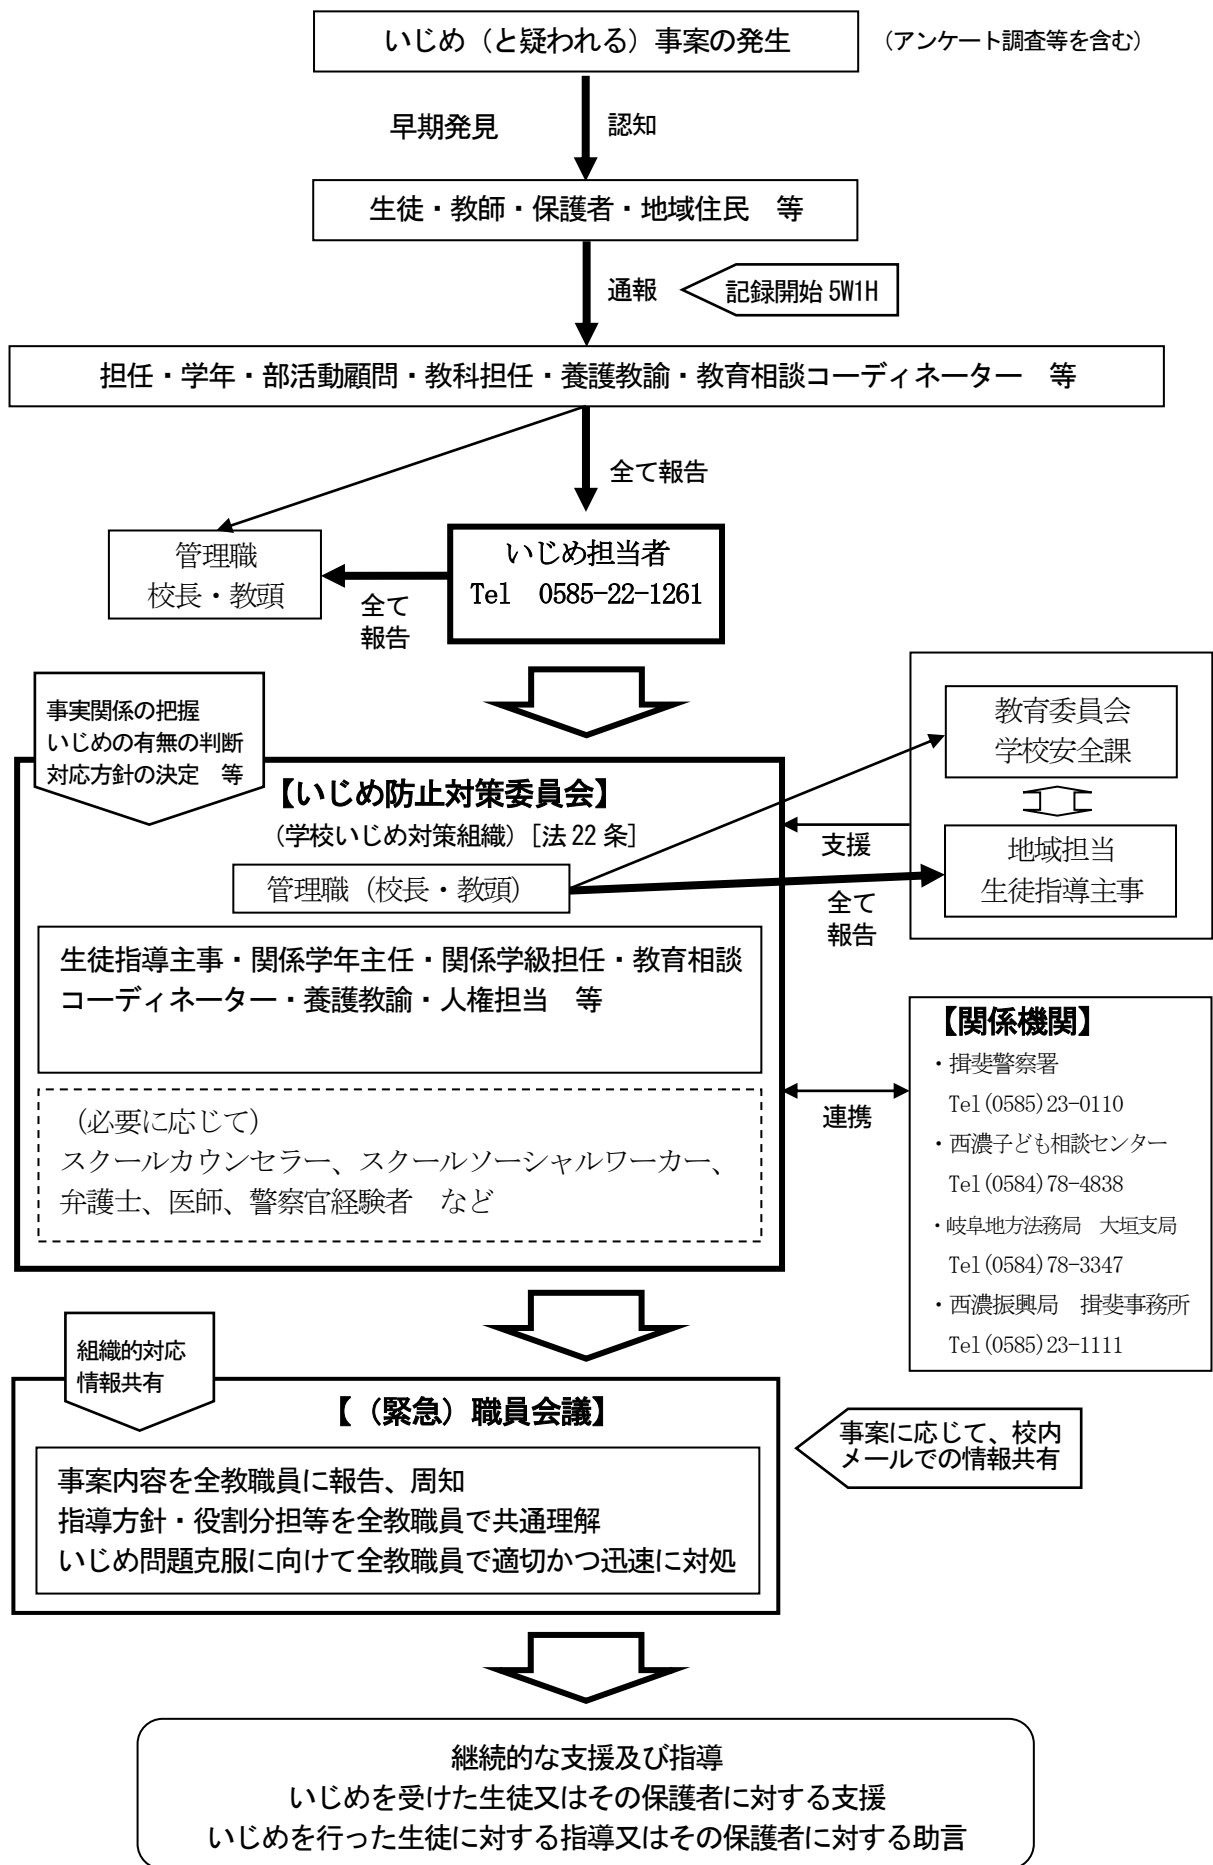 いじめ（と疑われる）事案の発生
（アンケート調査等を含む）
早期発見
認知
生徒・教師・保護者・地域住民　等
通報
記録開始 5W1H
担任・学年・部活動顧問・教科担任・養護教諭・教育相談コーディネーター　等
全て報告
管理職
校長・教頭
全て
報告
いじめ担当者
Tel　0585-22-1261
事実関係の把握
いじめの有無の判断
対応方針の決定　等
【いじめ防止対策委員会】
（学校いじめ対策組織）［法 22 条］
管理職（校長・教頭）
生徒指導主事・関係学年主任・関係学級担任・教育相談
コーディネーター・養護教諭・人権担当　等
（必要に応じて）
スクールカウンセラー、スクールソーシャルワーカー、
弁護士、医師、警察官経験者　など
教育委員会
学校安全課
支援
地域担当
生徒指導主事
全て
報告
連携
【関係機関】
・揖斐警察署
Tel(0585)23-0110
・西濃子ども相談センター
Tel(0584)78-4838
・岐阜地方法務局　大垣支局
Tel(0584)78-3347
・西濃振興局　揖斐事務所
Tel(0585)23-1111
組織的対応
情報共有
【（緊急）職員会議】
事案内容を全教職員に報告、周知
指導方針・役割分担等を全教職員で共通理解
いじめ問題克服に向けて全教職員で適切かつ迅速に対処
事案に応じて、校内
メールでの情報共有
継続的な支援及び指導
いじめを受けた生徒又はその保護者に対する支援
いじめを行った生徒に対する指導又はその保護者に対する助言